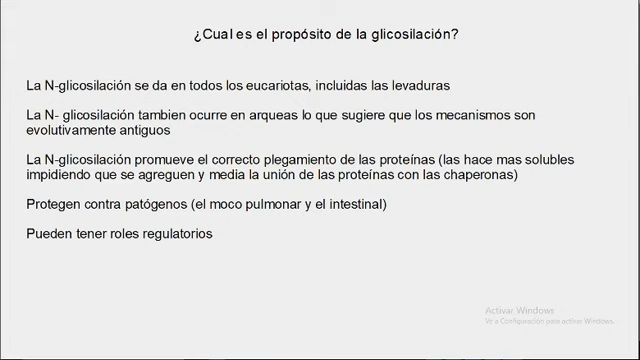 ¿Cual es el propósito de la glicosilación?
La N-glicosilación se da en todos los eucariotas, incluidas las levaduras
La N- glicosilación tambien ocurre en arqueas lo que sugiere que los mecanismos son
evolutivamente antiguos
La N-glicosilación promueve el correcto plegamiento de las proteínas (las hace mas solubles
impidiendo que se agreguen y media la unión de las proteínas con las chaperonas)
Protegen contra patógenos (el moco pulmonar y el intestinal)
Pueden tener roles regulatorios
Activar Windows
Ve a Configuración para activar Windows.